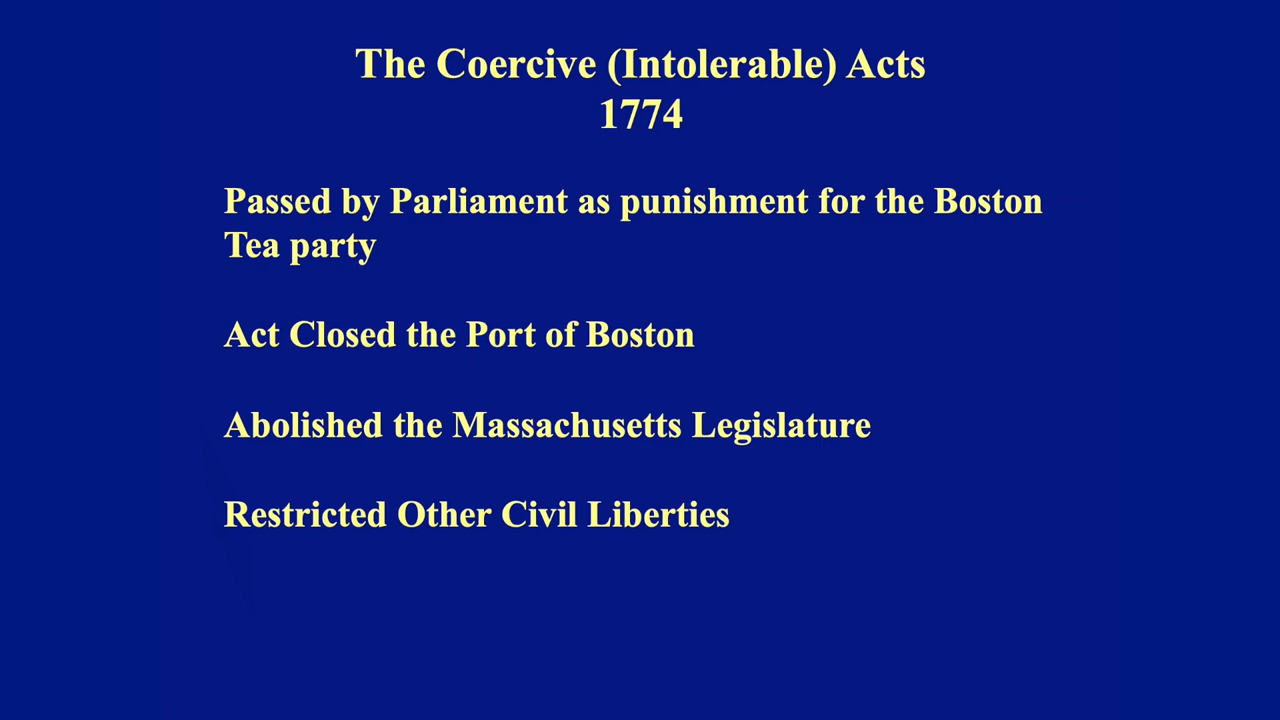 The Coercive (Intolerable) Acts
1774
Passed by Parliament as punishment for the Boston
Tea party
Act Closed the Port of Boston
Abolished the Massachusetts Legislature
Restricted Other Civil Liberties